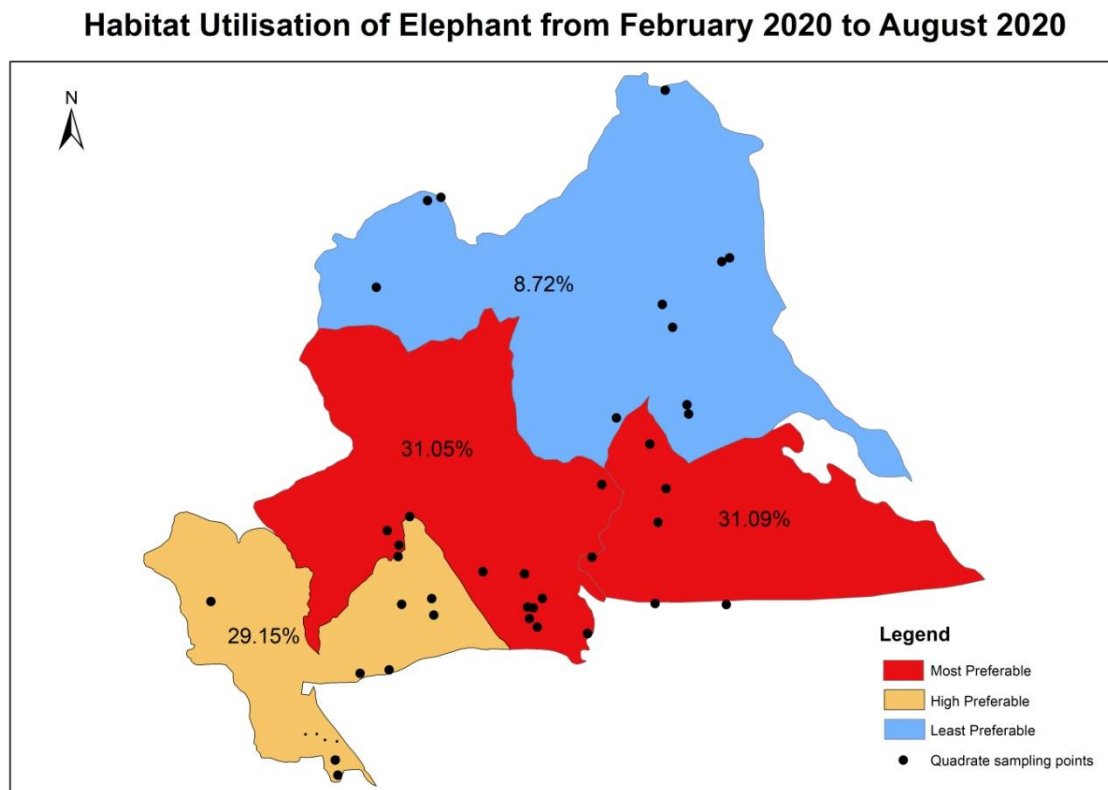 Habitat Utilisation of Elephant from February 2020 to August 2020
N
8.72%
31.05%
31.09%
29.15%
Legend
Most Preferable
High Preferable
Least Preferable
Quadrate sampling points